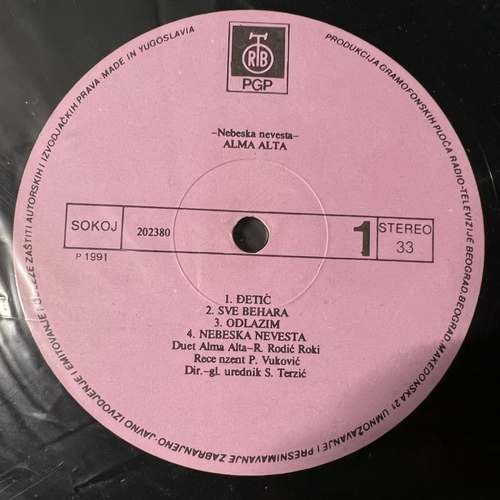 RTB
PGP
-Nebeska nevesta-
ALMA ALTA
SOKOJ
202380
1
STEREO
33
P 1991
1. ĐETIĆ
2. SVE BEHARA
3. ODLAZIM
4. NEBESKA NEVESTA
Duet Alma Alta-R. Rodić Roki
Rece nzent P. Vuković
Dir.-gl. urednik S. Terzić
PRODUKCIJA GRAMOFONSKIH PLOČA RADIO-TELEVIZIJE BEOGRAD, BEOGRAD, MAKEDONSKA 21 UMNOŽAVANJE I PRESNIMAVANJE ZABRANJENO. JAVNO IZVODJENJE I EMITOVANJE ZAŠTITI AUTORSKIH I IZVODJAČKIH PRAVA · MADE IN YUGOSLAVIA